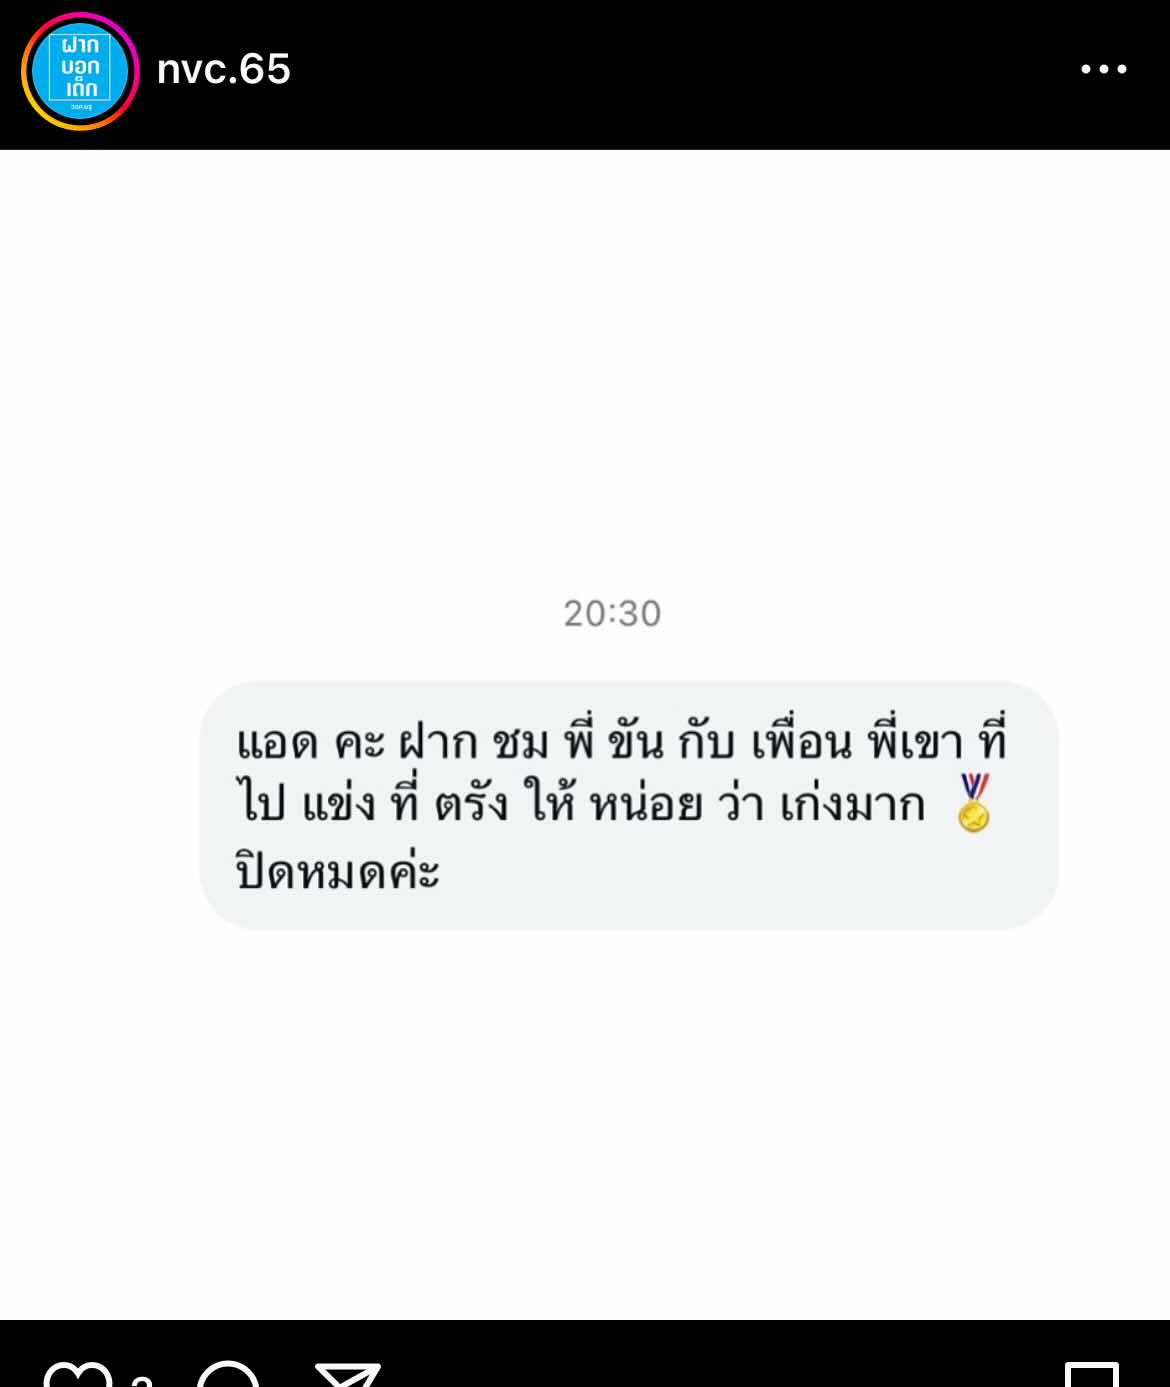 ฝาก
บอก
เด็ก
nvc.65
20:30
แอด คะ ฝาก ชม พี่ ขัน กับ เพื่อน พี่เขา ที่
ไป แข่ง ที่ ตรัง ให้ หน่อย ว่า เก่งมาก 🏅
ปิดหมดค่ะ